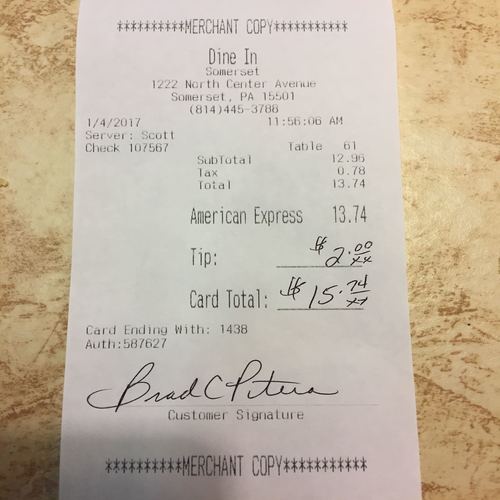 **********MERCHANT COPY**********
Dine In
Somerset
1222 North Center Avenue
Somerset, PA 15501
(814)445-3788
1/4/2017 11:56:06 AM
Server: Scott
Check 107567 Table 61
SubTotal 12.96
Tax 0.78
Total 13.74
American Express 13.74
Tip: $2.00/xx
Card Total: $15.74/xx
Card Ending With: 1438
Auth:587627
Brad C Piters
Customer Signature
**********MERCHANT COPY**********